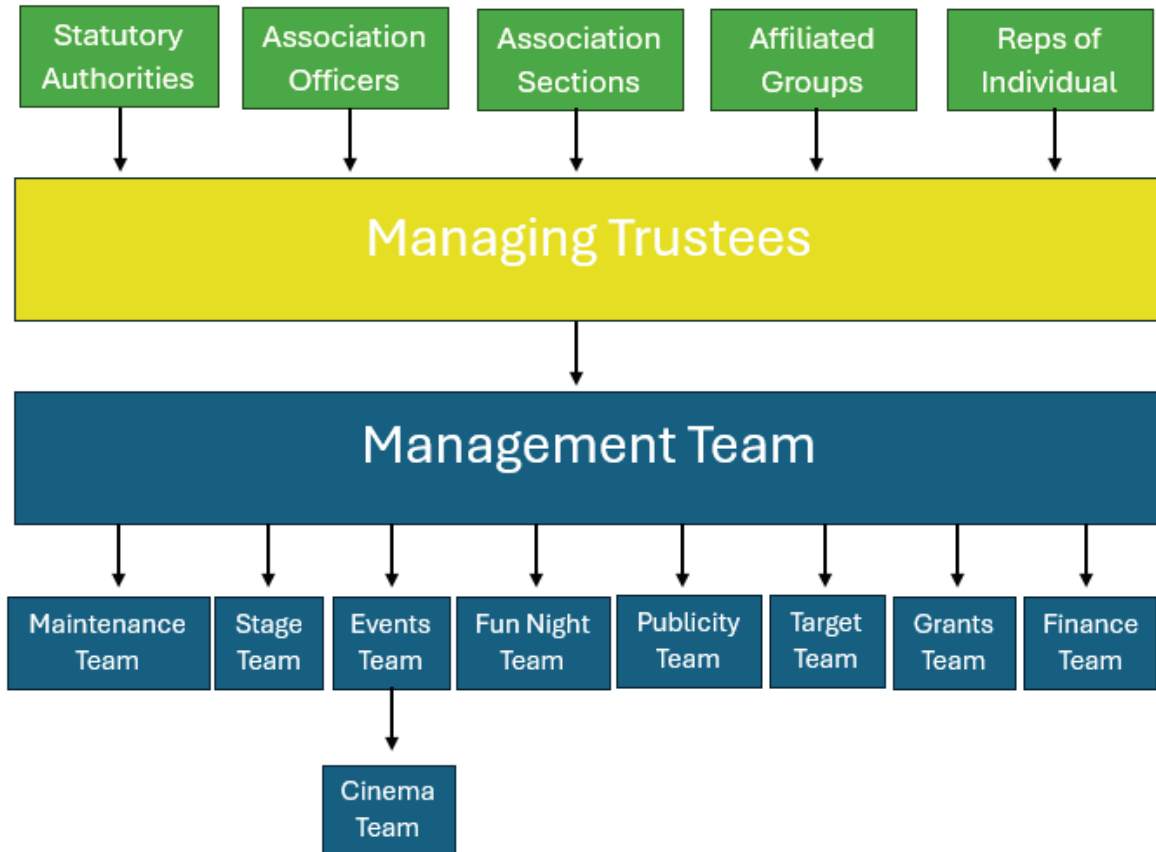 Statutory
Authorities
Association
Officers
Association
Sections
Affiliated
Groups
Reps of
Individual
Managing Trustees
Management Team
Maintenance
Team
Stage
Team
Events
Team
Fun Night
Team
Publicity
Team
Target
Team
Grants
Team
Finance
Team
Cinema
Team